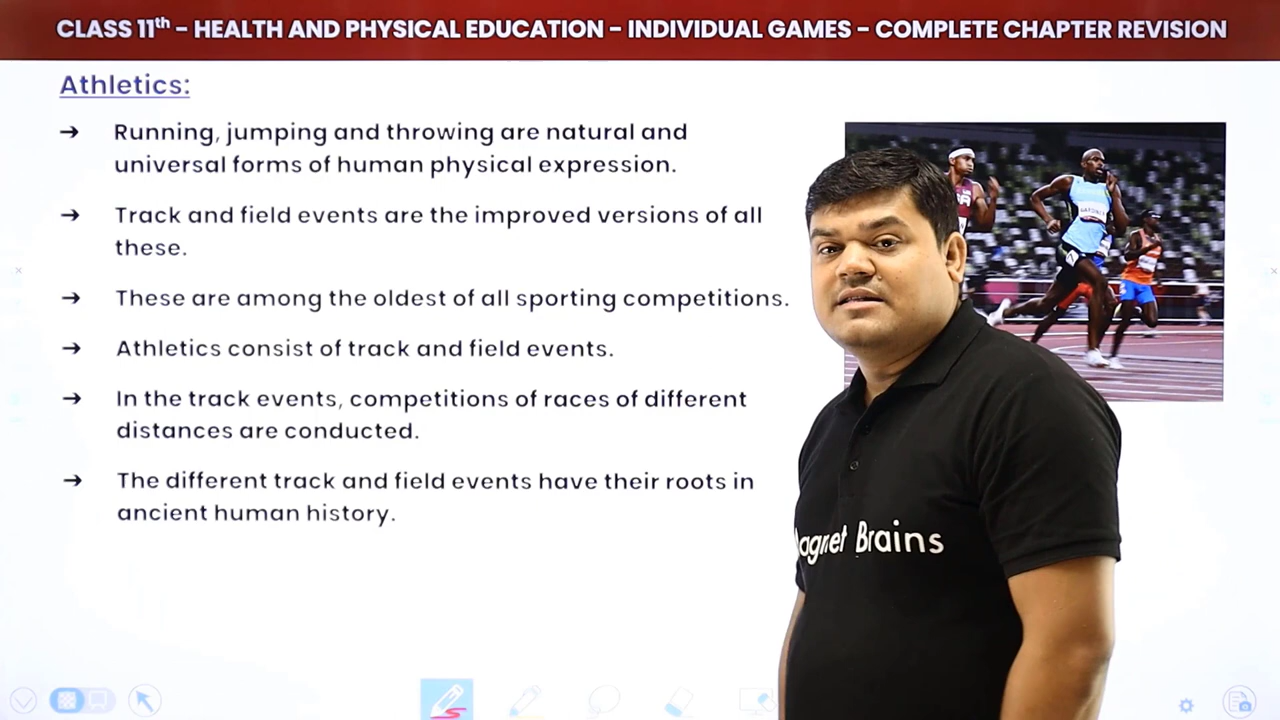 CLASS 11th – HEALTH AND PHYSICAL EDUCATION – INDIVIDUAL GAMES – COMPLETE CHAPTER REVISION
Athletics:
➔ Running, jumping and throwing are natural and
universal forms of human physical expression.
➔ Track and field events are the improved versions of all
these.
➔ These are among the oldest of all sporting competitions.
➔ Athletics consist of track and field events.
➔ In the track events, competitions of races of different
distances are conducted.
➔ The different track and field events have their roots in
ancient human history.
GARDINER
agnet Brains